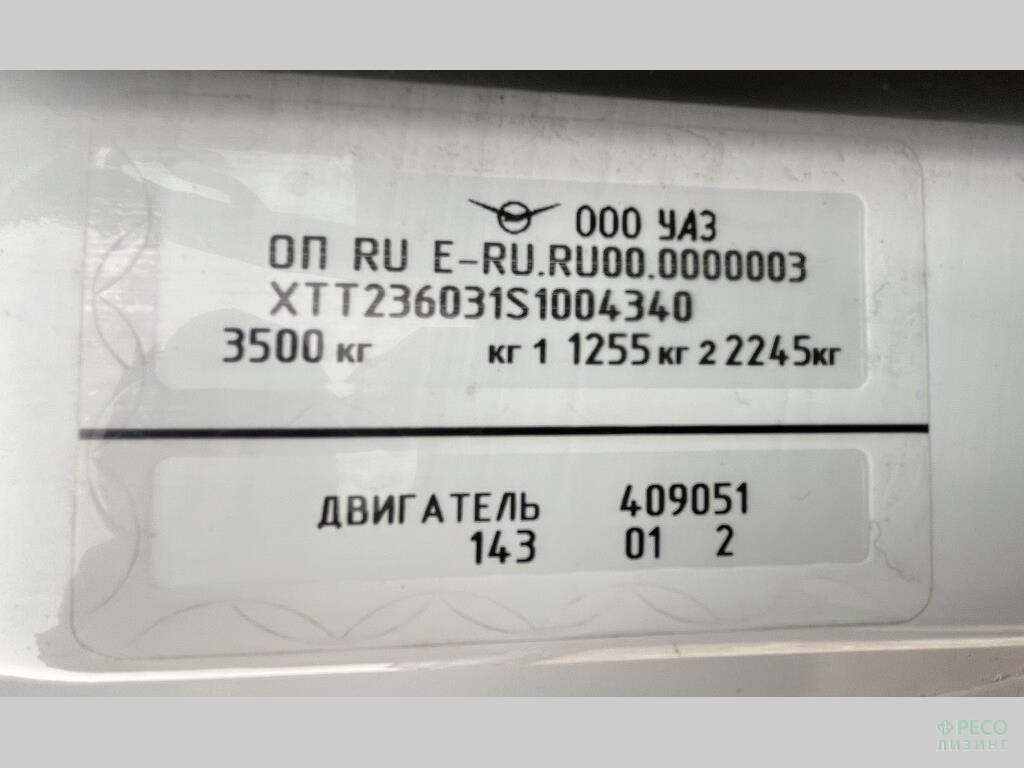 ООО УАЗ
ОП RU E-RU.RU00.0000003
XTT236031S1004340
3500 кг кг 1 1255 кг 2 2245 кг
ДВИГАТЕЛЬ 409051
143 01 2
РЕСО
ЛИЗИНГ